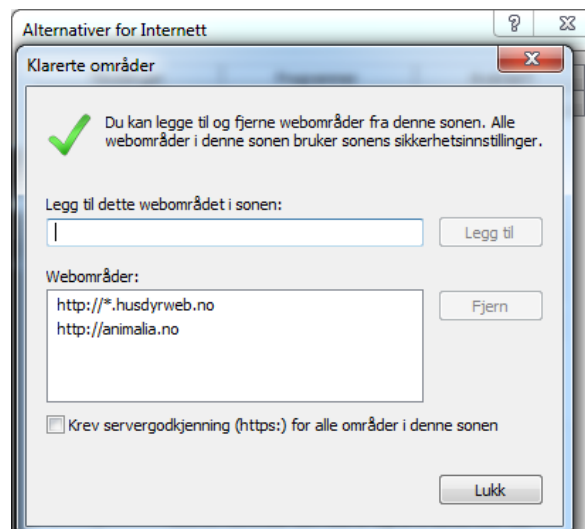 Alternativer for Internett
Klarerte områder
Du kan legge til og fjerne webområder fra denne sonen. Alle
webområder i denne sonen bruker sonens sikkerhetsinnstillinger.
Legg til dette webområdet i sonen:
Legg til
Webområder:
http://*.husdyrweb.no
http://animalia.no
Fjern
Krev servergodkjenning (https:) for alle områder i denne sonen
Lukk